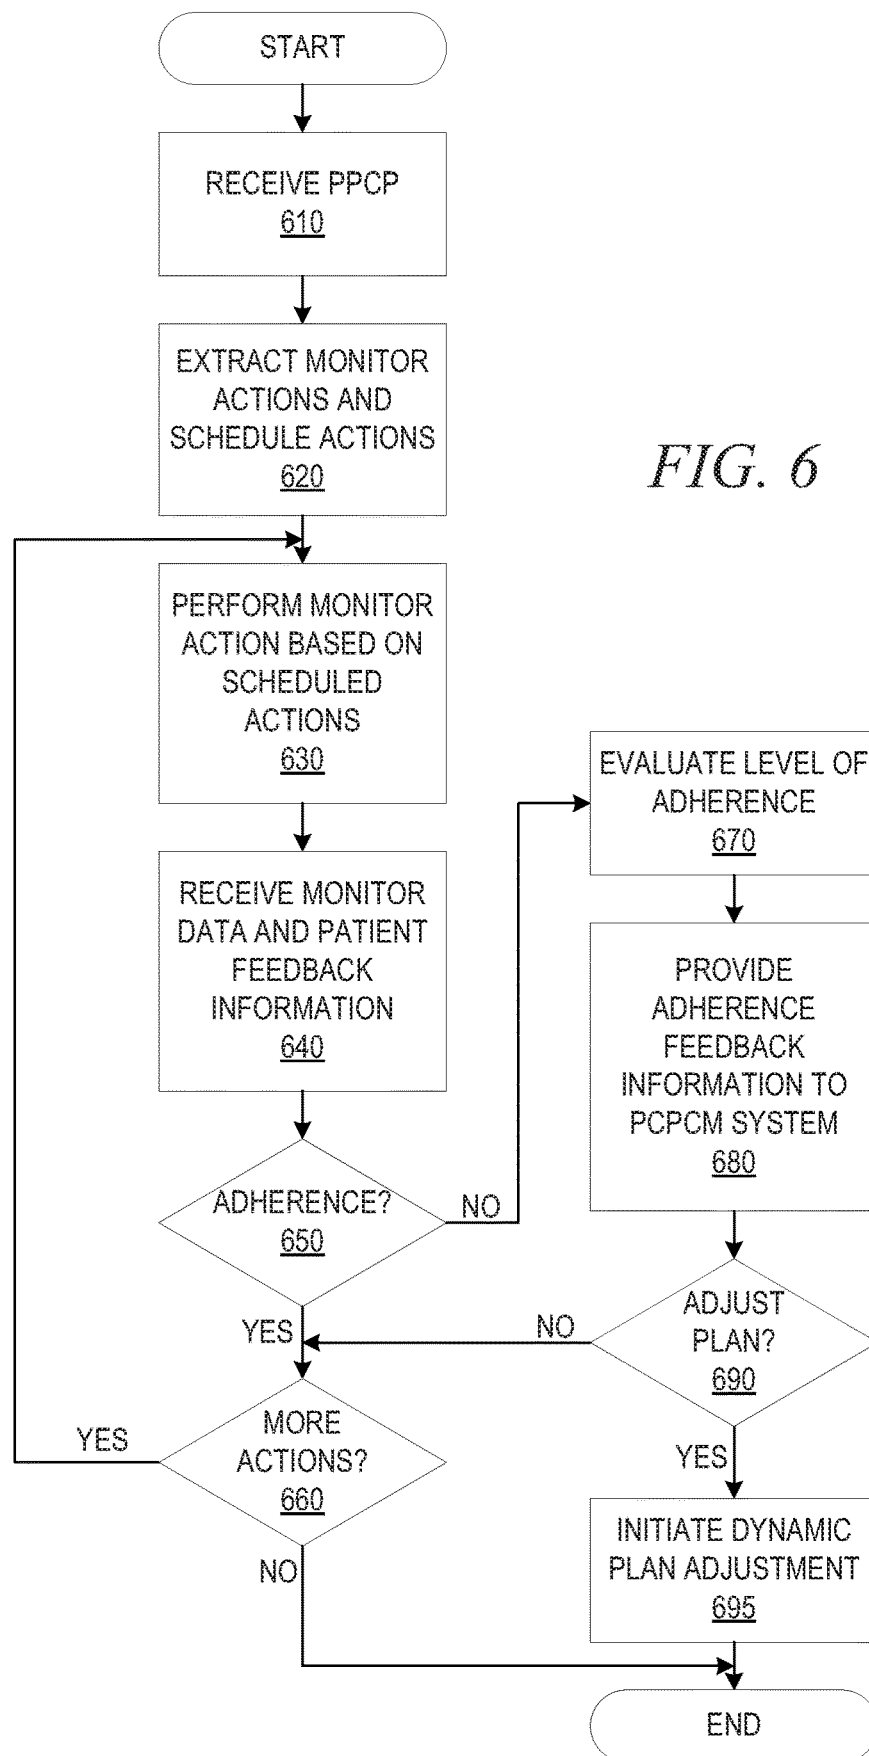 START
RECEIVE PPCP
610
EXTRACT MONITOR
ACTIONS AND
SCHEDULE ACTIONS
620
FIG. 6
PERFORM MONITOR
ACTION BASED ON
SCHEDULED
ACTIONS
630
RECEIVE MONITOR
DATA AND PATIENT
FEEDBACK
INFORMATION
640
ADHERENCE?
650
NO
YES
MORE
ACTIONS?
660
YES
NO
EVALUATE LEVEL OF
ADHERENCE
670
PROVIDE
ADHERENCE
FEEDBACK
INFORMATION TO
PCPCM SYSTEM
680
ADJUST
PLAN?
690
NO
YES
INITIATE DYNAMIC
PLAN ADJUSTMENT
695
END